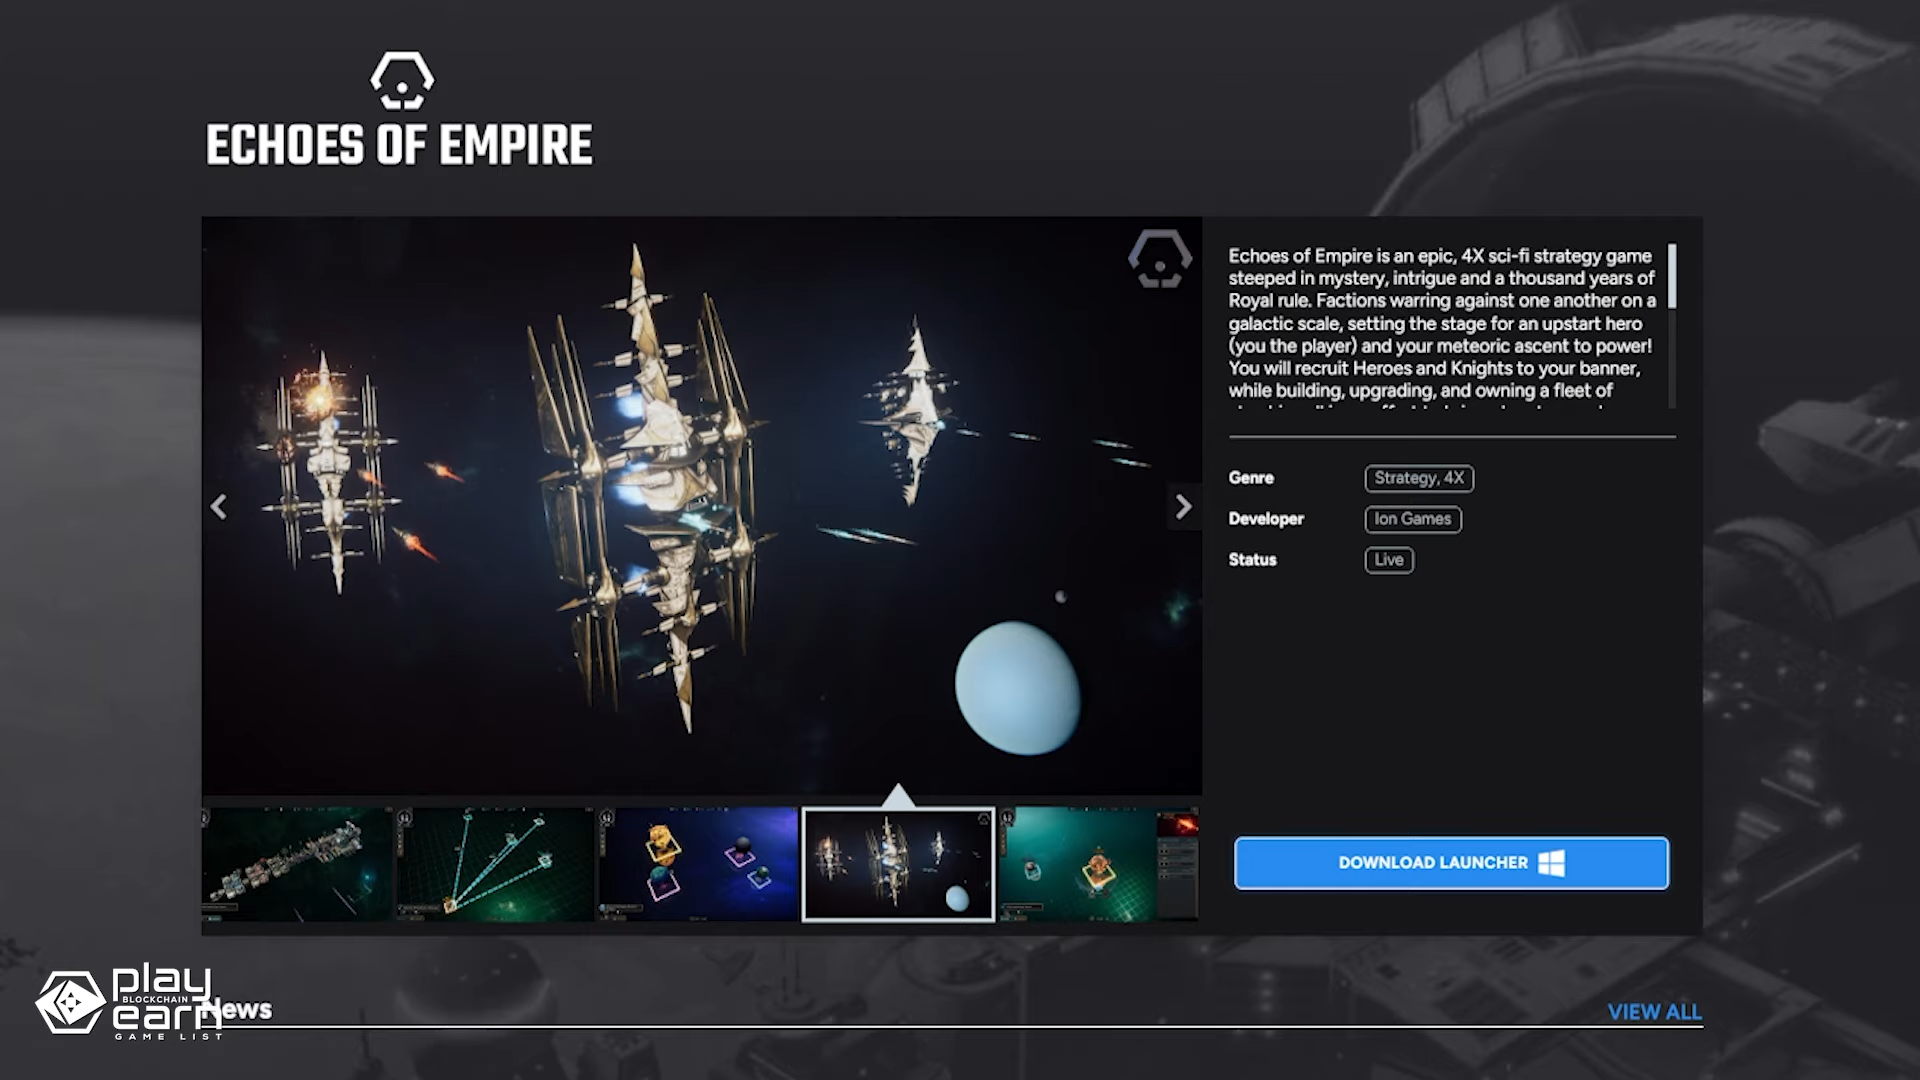 ECHOES OF EMPIRE
Echoes of Empire is an epic, 4X sci-fi strategy game
steeped in mystery, intrigue and a thousand years of
Royal rule. Factions warring against one another on a
galactic scale, setting the stage for an upstart hero
(you the player) and your meteoric ascent to power!
You will recruit Heroes and Knights to your banner,
while building, upgrading, and owning a fleet of
Genre
Strategy, 4X
Developer
Ion Games
Status
Live
DOWNLOAD LAUNCHER
play
BLOCKCHAIN
earn
GAME LIST
News
VIEW ALL